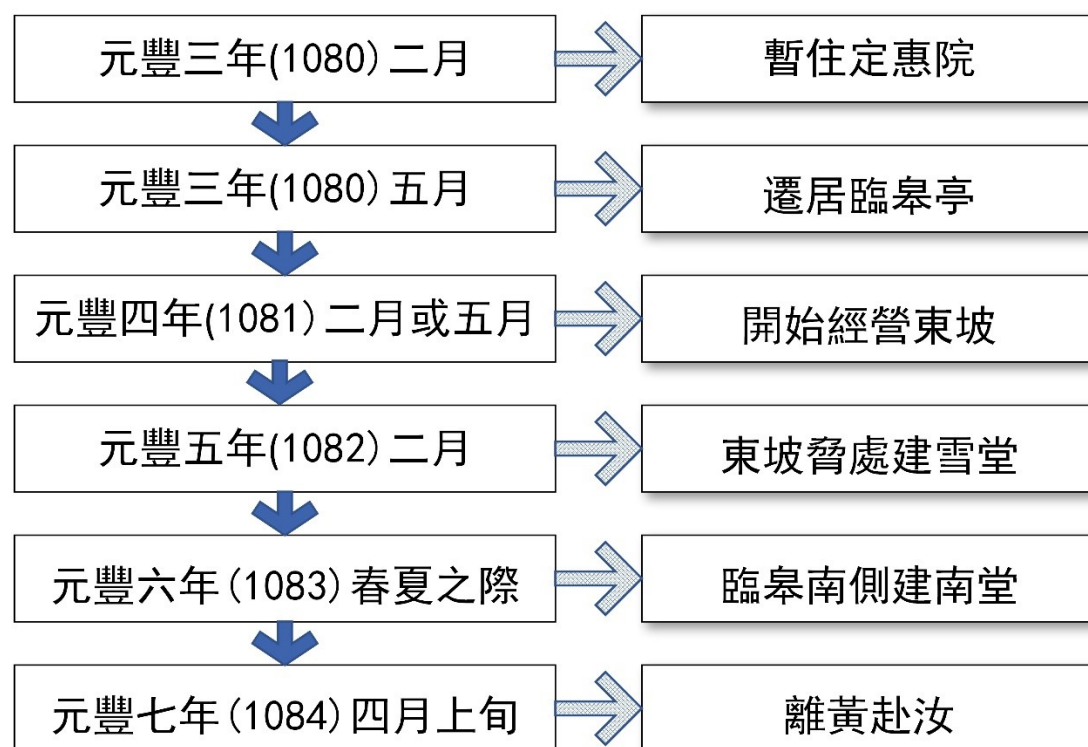 元豐三年(1080)二月
暫住定惠院
元豐三年(1080)五月
遷居臨皋亭
元豐四年(1081)二月或五月
開始經營東坡
元豐五年(1082)二月
東坡脅處建雪堂
元豐六年(1083)春夏之際
臨皋南側建南堂
元豐七年(1084)四月上旬
離黃赴汝